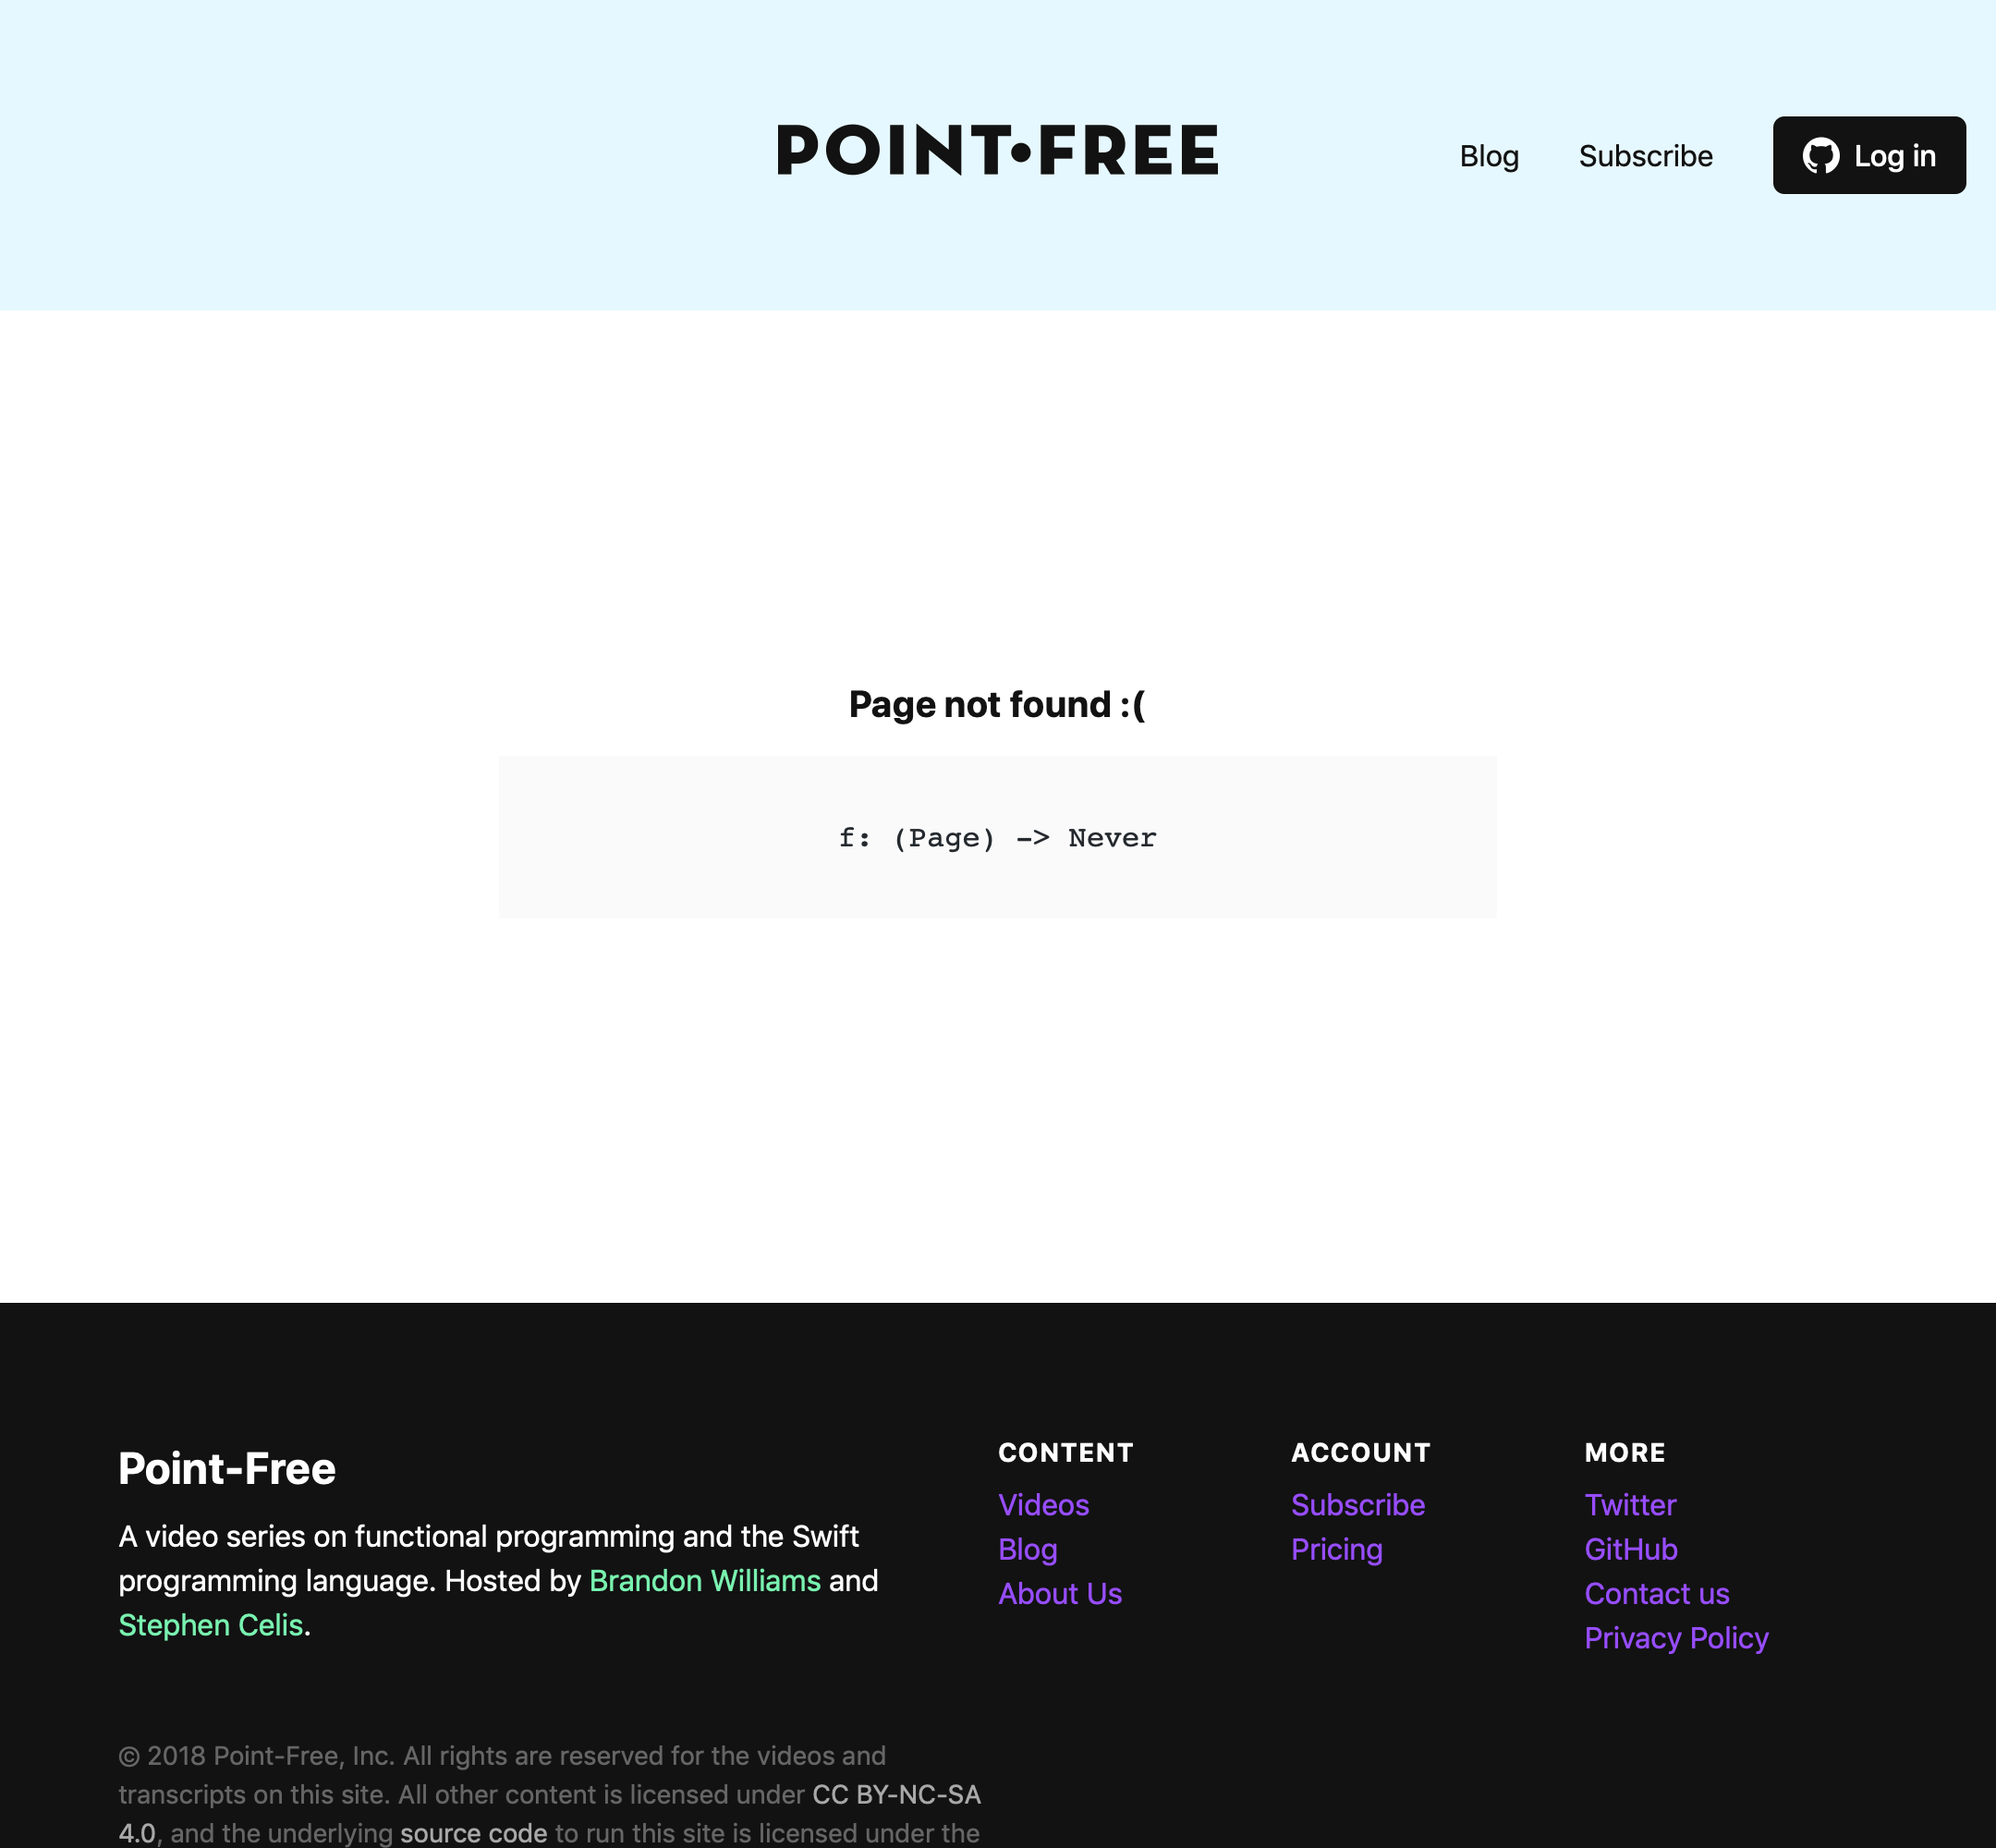 POINT•FREE
Blog
Subscribe
Log in
Page not found :(
f: (Page) -> Never
Point-Free
A video series on functional programming and the Swift
programming language. Hosted by Brandon Williams and
Stephen Celis.
CONTENT
Videos
Blog
About Us
ACCOUNT
Subscribe
Pricing
MORE
Twitter
GitHub
Contact us
Privacy Policy
© 2018 Point-Free, Inc. All rights are reserved for the videos and
transcripts on this site. All other content is licensed under CC BY-NC-SA
4.0, and the underlying source code to run this site is licensed under the